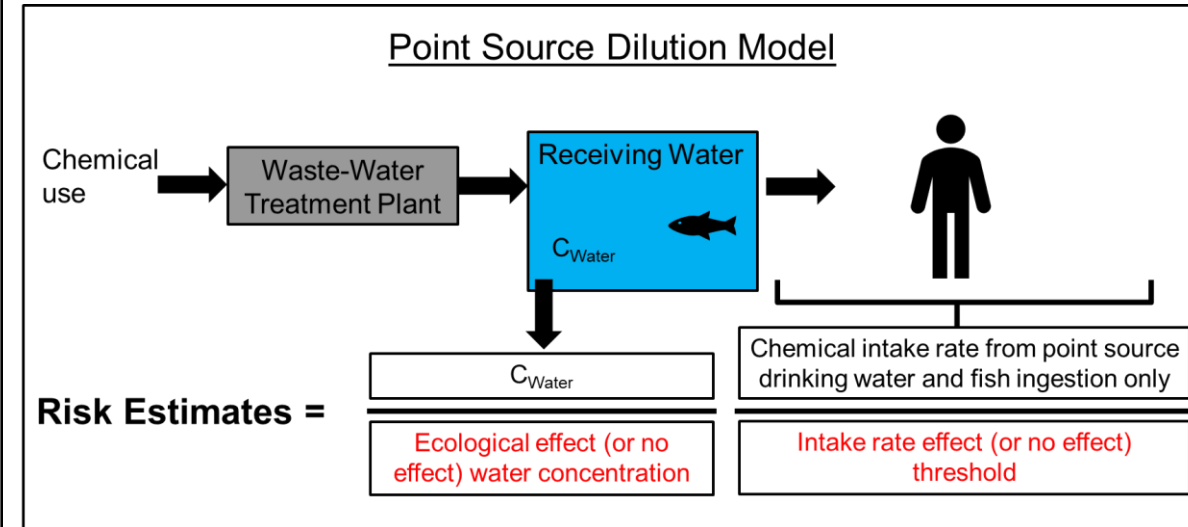 Point Source Dilution Model
Chemical
use
Waste-Water
Treatment Plant
Receiving Water
C_Water
C_Water
Chemical intake rate from point source
drinking water and fish ingestion only
Risk Estimates =
Ecological effect (or no
effect) water concentration
Intake rate effect (or no effect)
threshold